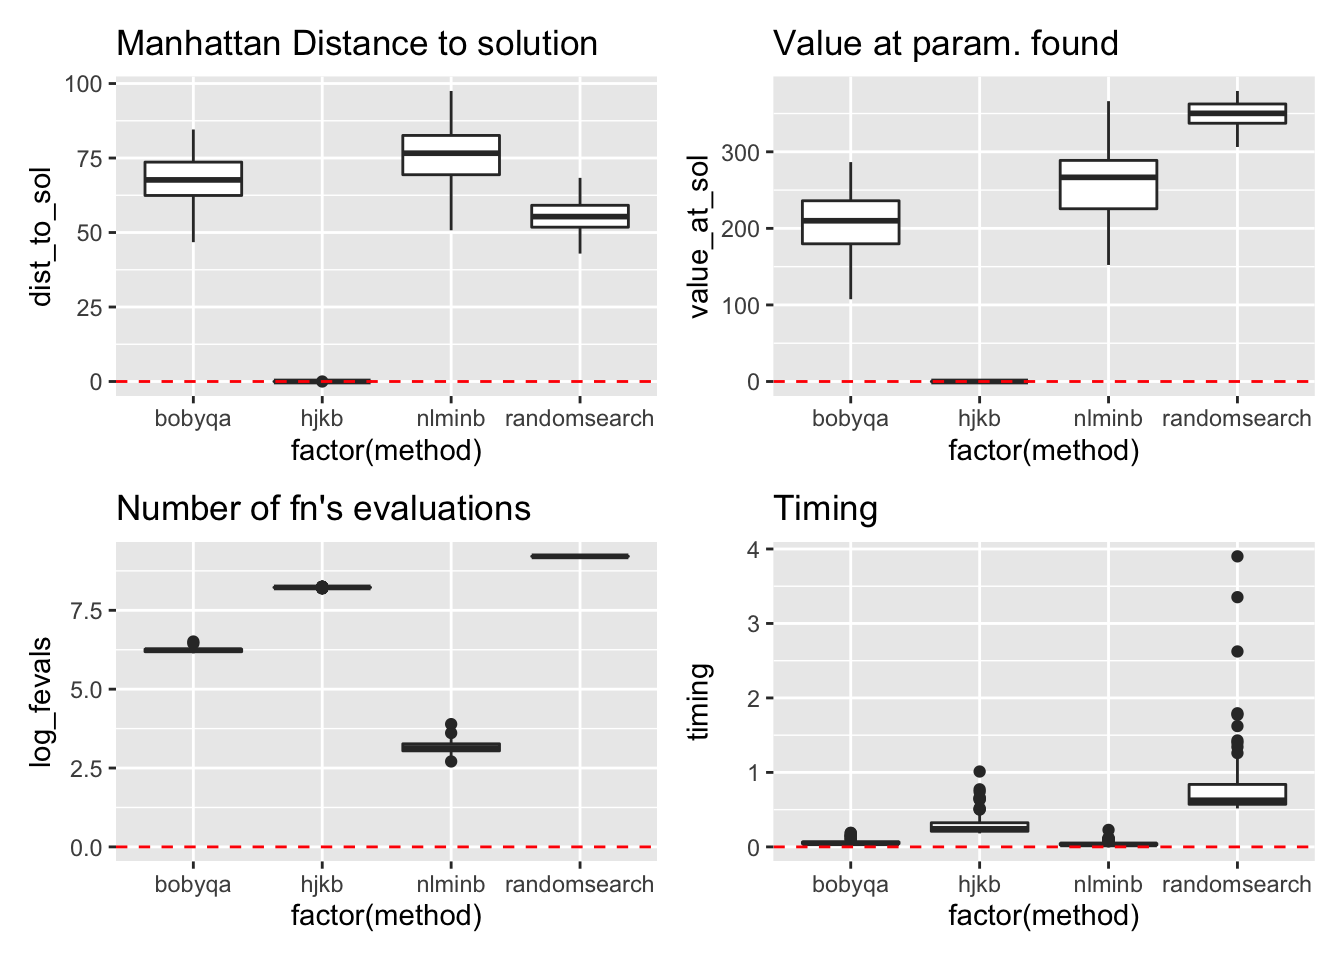 Manhattan Distance to solution
100
75
50
25
0
dist_to_sol
bobyqa hjkb nlminb randomsearch
factor(method)
Value at param. found
300
200
100
0
value_at_sol
bobyqa hjkb nlminb randomsearch
factor(method)
Number of fn's evaluations
7.5
5.0
2.5
0.0
log_fevals
bobyqa hjkb nlminb randomsearch
factor(method)
Timing
4
3
2
1
0
timing
bobyqa hjkb nlminb randomsearch
factor(method)